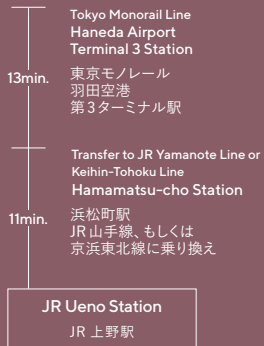 Tokyo Monorail Line
Haneda Airport
Terminal 3 Station
13min.
東京モノレール
羽田空港
第3ターミナル駅
Transfer to JR Yamanote Line or
Keihin-Tohoku Line
Hamamatsu-cho Station
11min.
浜松町駅
JR 山手線、もしくは
京浜東北線に乗り換え
JR Ueno Station
JR 上野駅